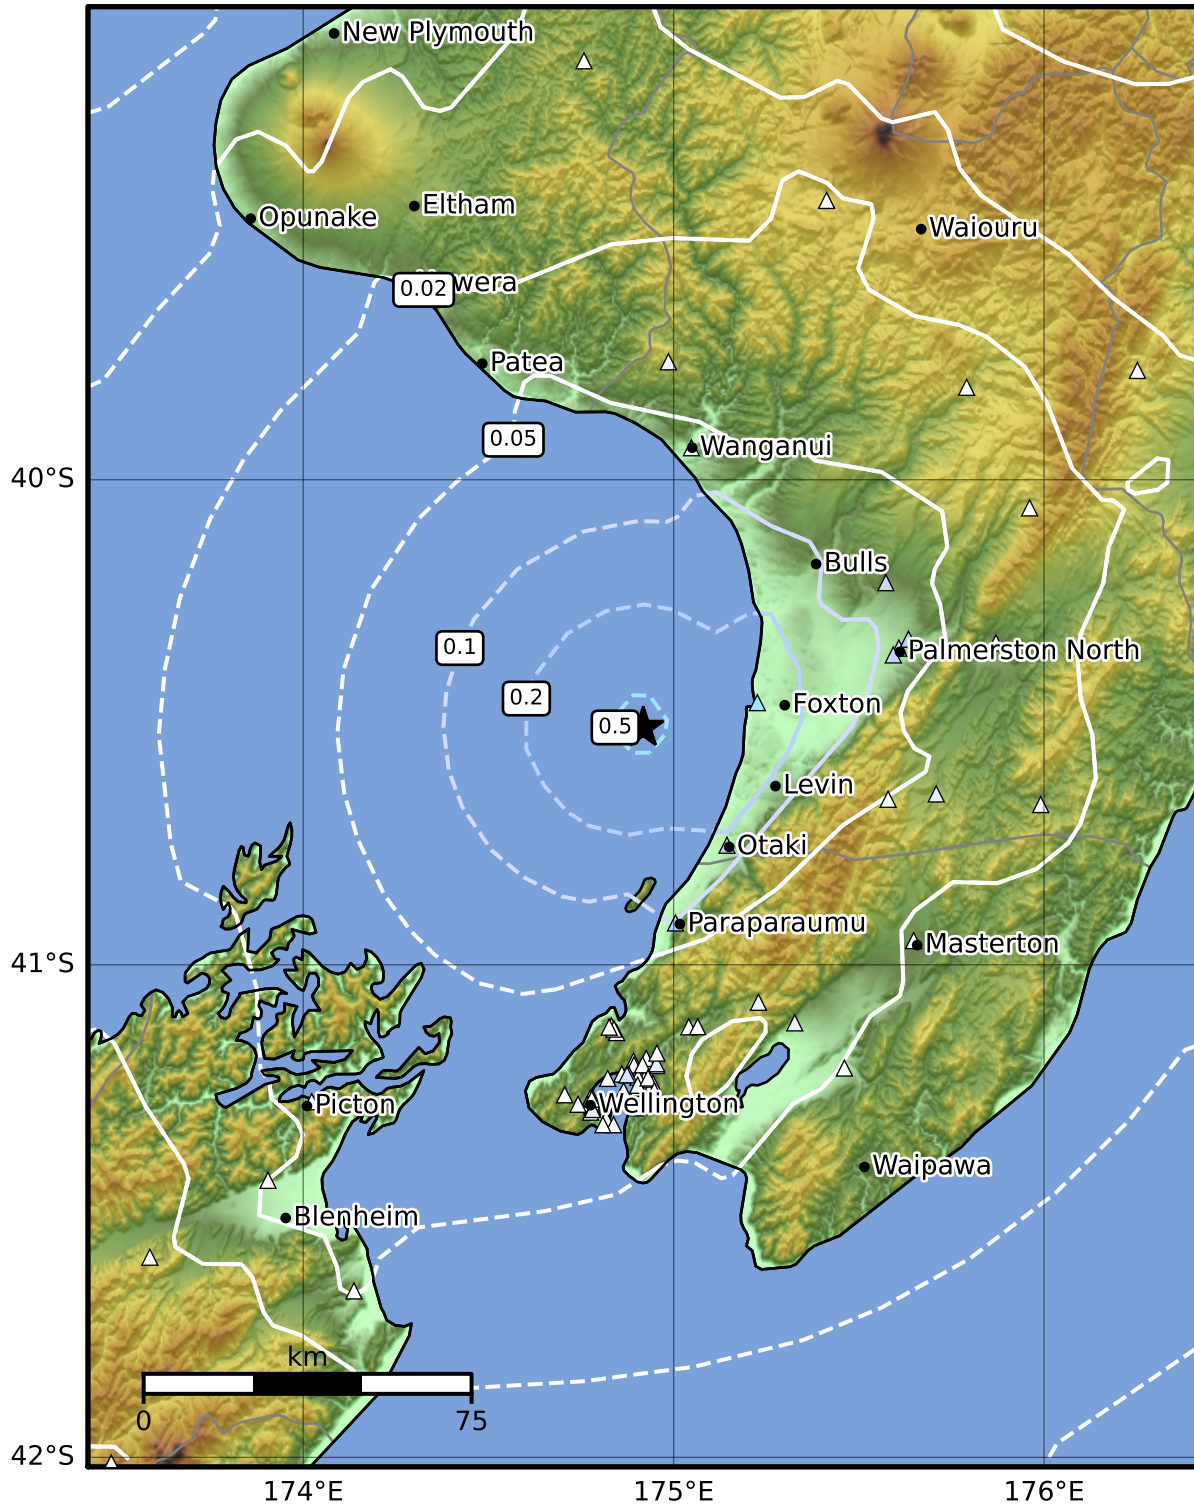 New Plymouth
Eltham
Opunake
Waiouru
wera
0.02
Patea
0.05
Wanganui
40°S
Bulls
0.1
Palmerston North
0.2
Foxton
0.5
Levin
Otaki
Paraparaumu
Masterton
41°S
Picton
Wellington
Waipawa
Blenheim
km
0
75
42°S
174°E
175°E
176°E